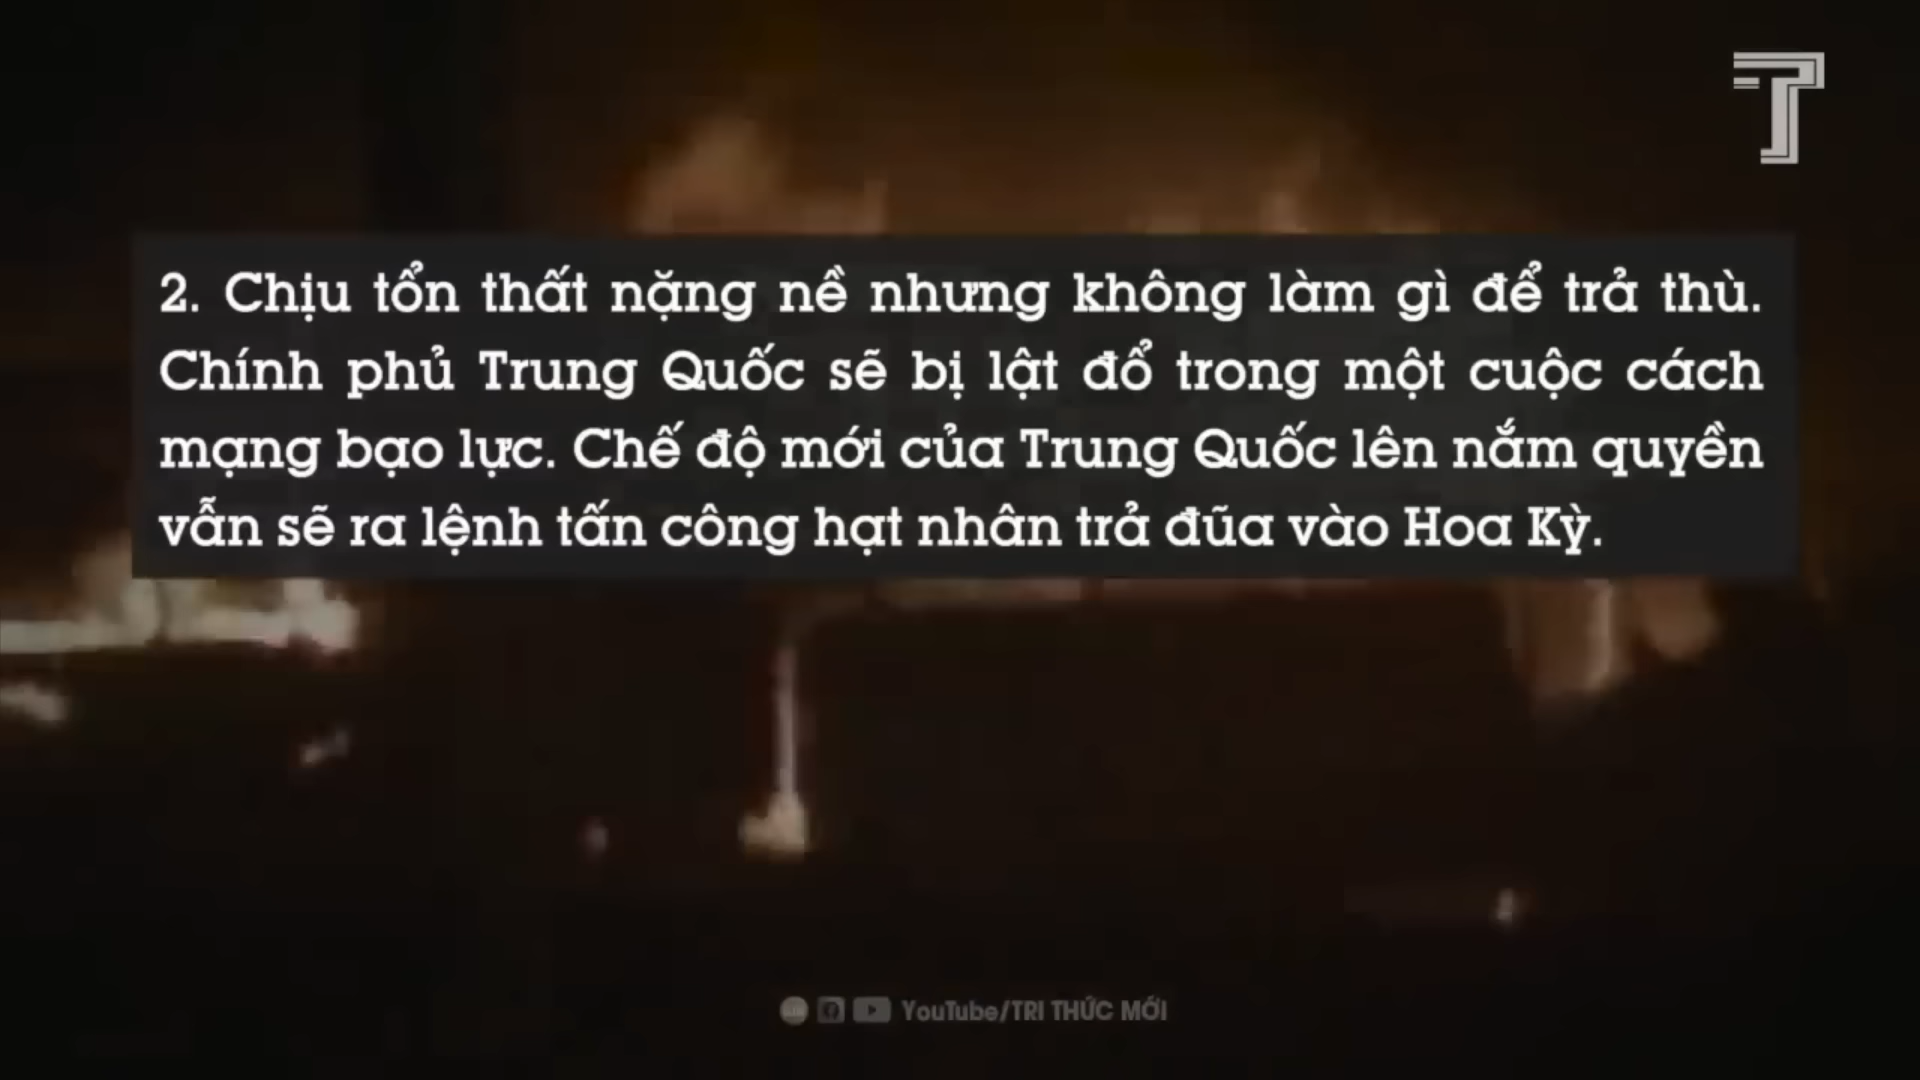 2. Chịu tổn thất nặng nề nhưng không làm gì để trả thù.
Chính phủ Trung Quốc sẽ bị lật đổ trong một cuộc cách
mạng bạo lực. Chế độ mới của Trung Quốc lên nắm quyền
vẫn sẽ ra lệnh tấn công hạt nhân trả đũa vào Hoa Kỳ.
YouTube/TRI THỨC MỚI